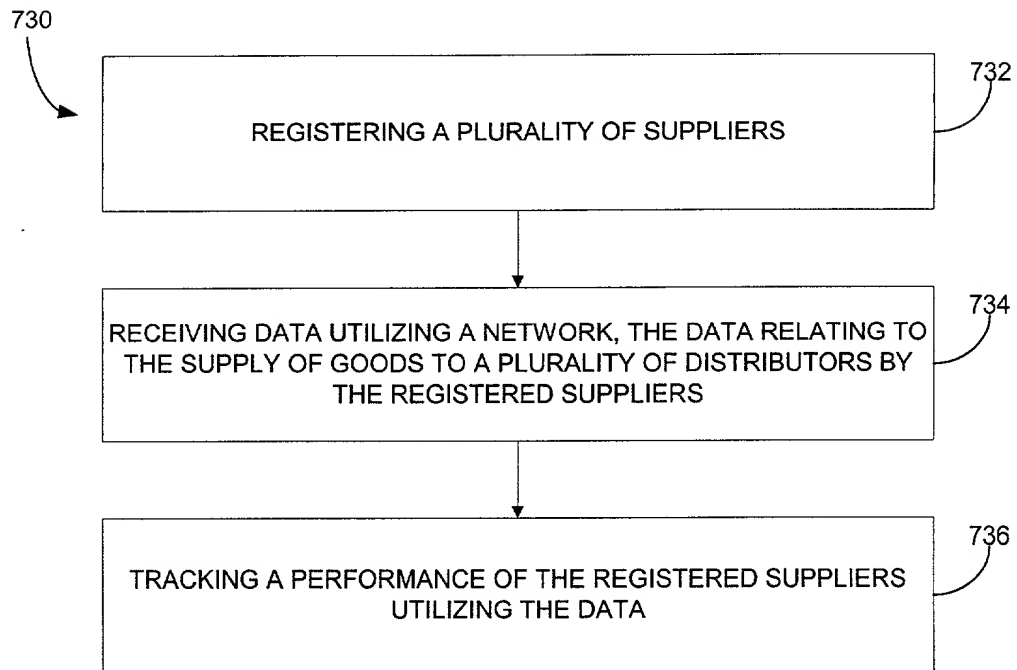 730
732
REGISTERING A PLURALITY OF SUPPLIERS
734
RECEIVING DATA UTILIZING A NETWORK, THE DATA RELATING TO
THE SUPPLY OF GOODS TO A PLURALITY OF DISTRIBUTORS BY
THE REGISTERED SUPPLIERS
736
TRACKING A PERFORMANCE OF THE REGISTERED SUPPLIERS
UTILIZING THE DATA